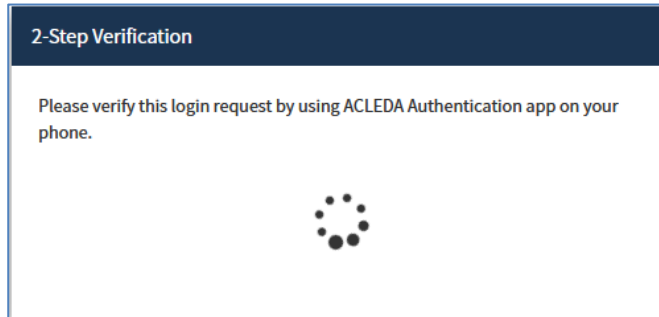 2-Step Verification
Please verify this login request by using ACLEDA Authentication app on your
phone.